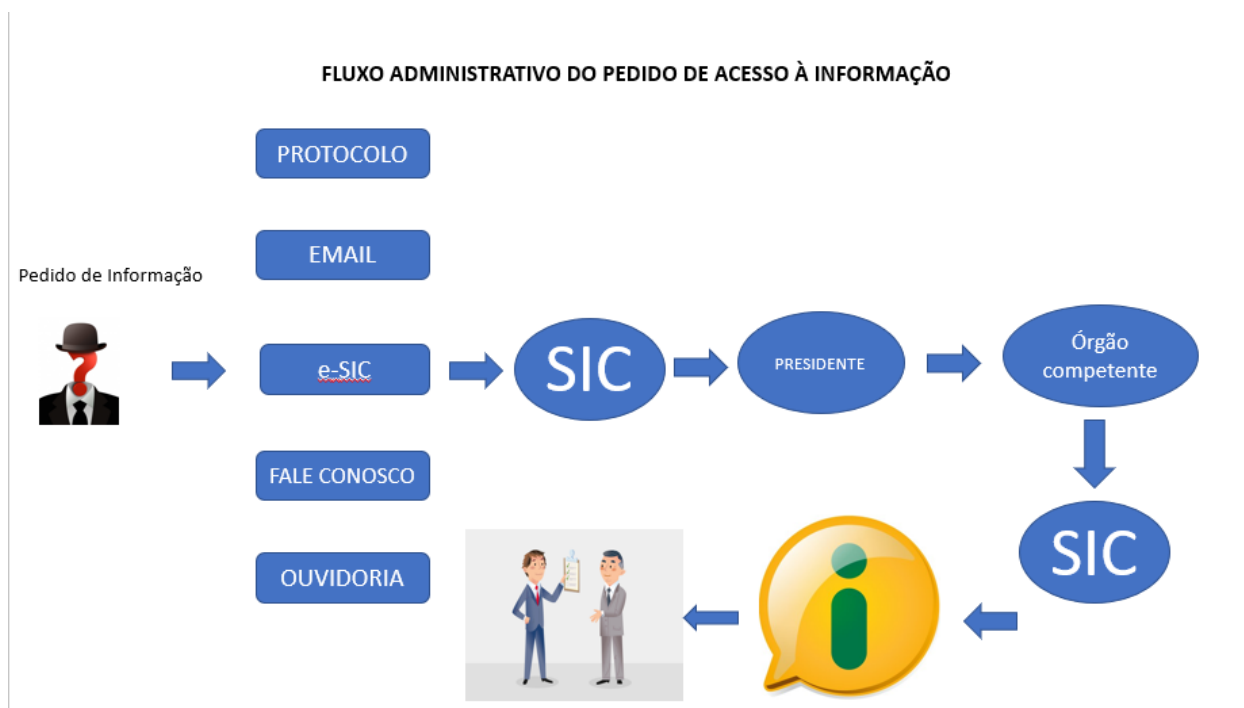 FLUXO ADMINISTRATIVO DO PEDIDO DE ACESSO À INFORMAÇÃO
PROTOCOLO
EMAIL
Pedido de Informação
e-SIC
SIC
PRESIDENTE
Órgão
competente
FALE CONOSCO
OUVIDORIA
SIC
i